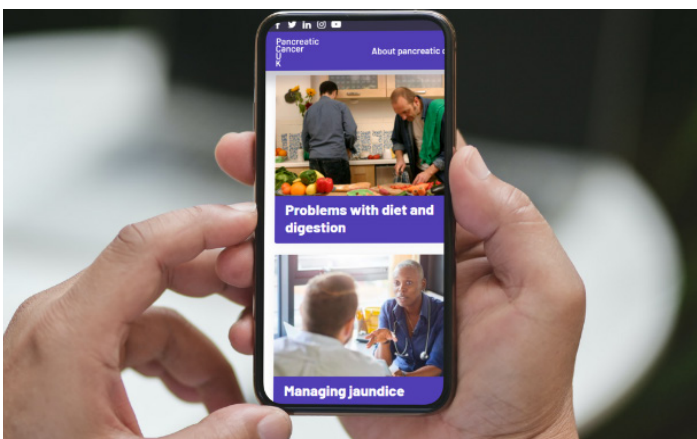 Pancreatic
Cancer
U
K
About pancreatic c
Problems with diet and
digestion
Managing jaundice